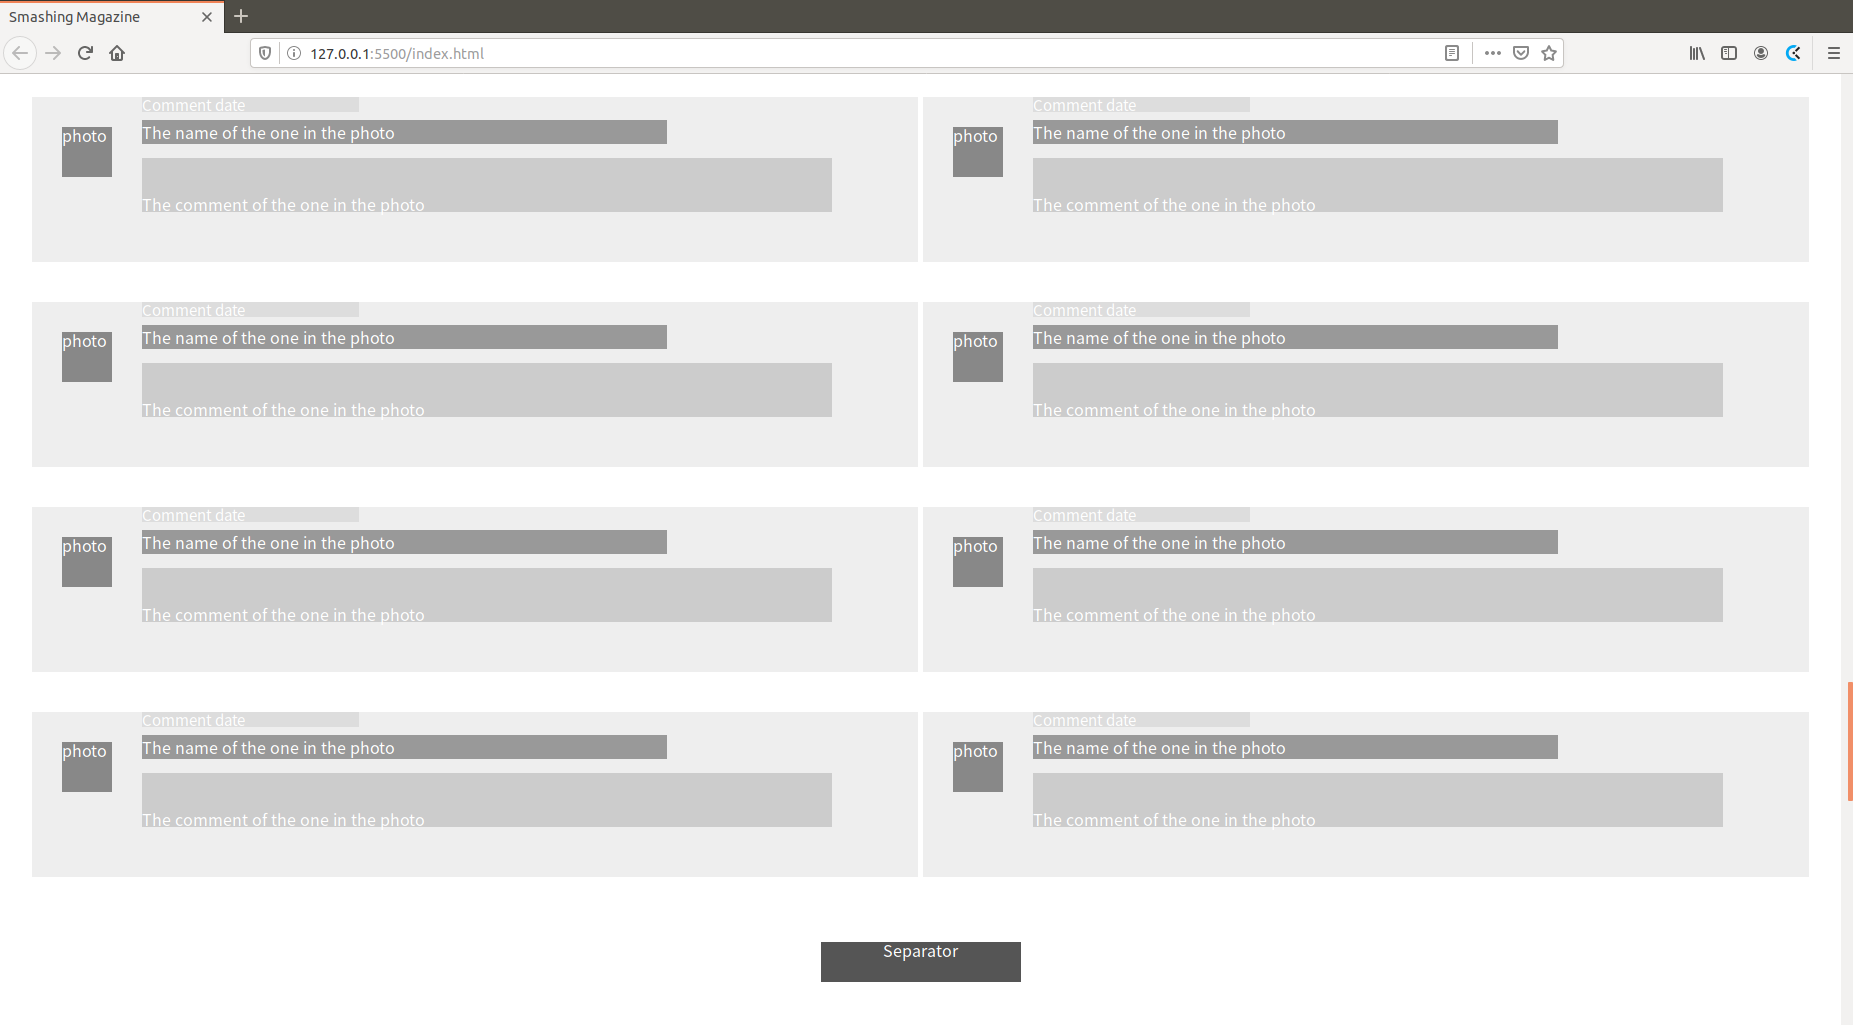 Smashing Magazine
127.0.0.1:5500/index.html
Comment date
The name of the one in the photo
photo
The comment of the one in the photo
Comment date
The name of the one in the photo
photo
The comment of the one in the photo
Comment date
The name of the one in the photo
photo
The comment of the one in the photo
Comment date
The name of the one in the photo
photo
The comment of the one in the photo
Comment date
The name of the one in the photo
photo
The comment of the one in the photo
Comment date
The name of the one in the photo
photo
The comment of the one in the photo
Comment date
The name of the one in the photo
photo
The comment of the one in the photo
Comment date
The name of the one in the photo
photo
The comment of the one in the photo
Separator